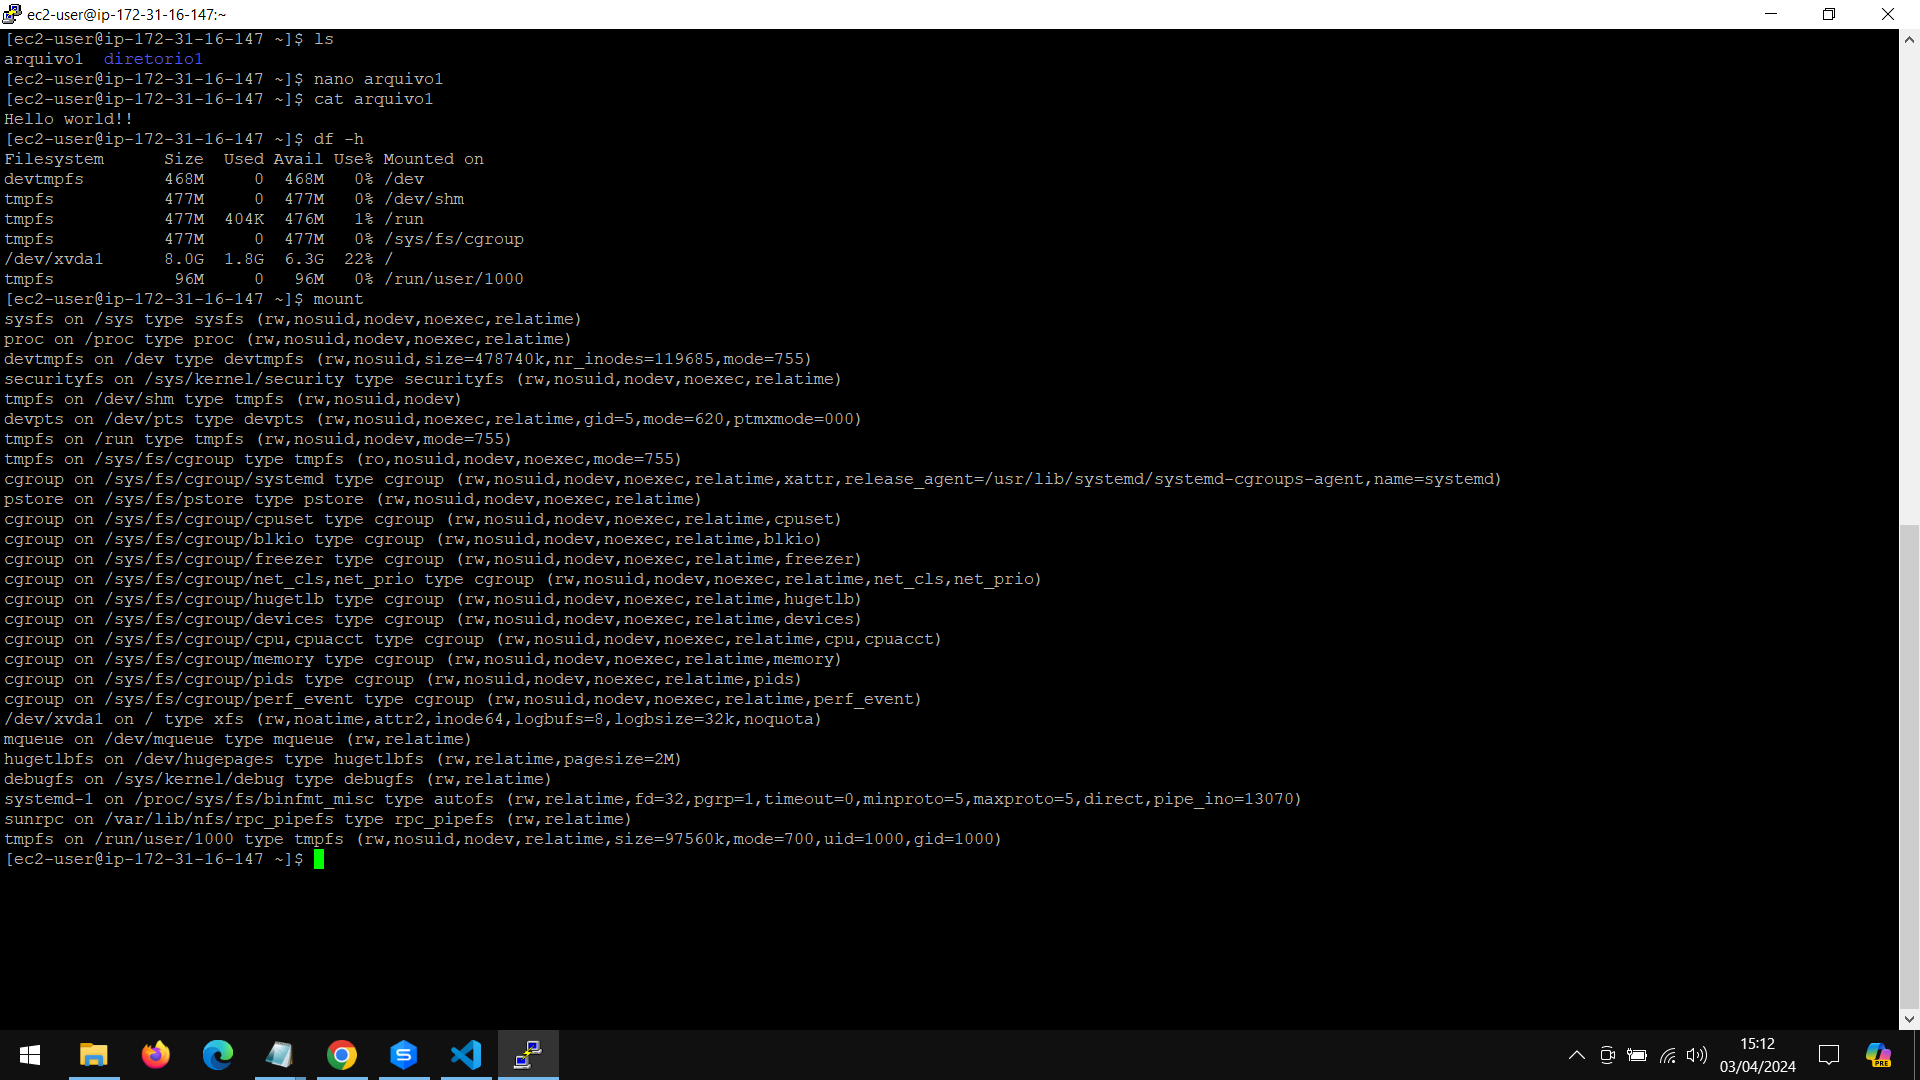 ec2-user@ip-172-31-16-147:~
[ec2-user@ip-172-31-16-147 ~]$ ls
arquivo1  diretorio1
[ec2-user@ip-172-31-16-147 ~]$ nano arquivo1
[ec2-user@ip-172-31-16-147 ~]$ cat arquivo1
Hello world!!
[ec2-user@ip-172-31-16-147 ~]$ df -h
Filesystem      Size  Used Avail Use% Mounted on
devtmpfs        468M     0  468M   0% /dev
tmpfs           477M     0  477M   0% /dev/shm
tmpfs           477M  404K  476M   1% /run
tmpfs           477M     0  477M   0% /sys/fs/cgroup
/dev/xvda1      8.0G  1.8G  6.3G  22% /
tmpfs            96M     0   96M   0% /run/user/1000
[ec2-user@ip-172-31-16-147 ~]$ mount
sysfs on /sys type sysfs (rw,nosuid,nodev,noexec,relatime)
proc on /proc type proc (rw,nosuid,nodev,noexec,relatime)
devtmpfs on /dev type devtmpfs (rw,nosuid,size=478740k,nr_inodes=119685,mode=755)
securityfs on /sys/kernel/security type securityfs (rw,nosuid,nodev,noexec,relatime)
tmpfs on /dev/shm type tmpfs (rw,nosuid,nodev)
devpts on /dev/pts type devpts (rw,nosuid,noexec,relatime,gid=5,mode=620,ptmxmode=000)
tmpfs on /run type tmpfs (rw,nosuid,nodev,mode=755)
tmpfs on /sys/fs/cgroup type tmpfs (ro,nosuid,nodev,noexec,mode=755)
cgroup on /sys/fs/cgroup/systemd type cgroup (rw,nosuid,nodev,noexec,relatime,xattr,release_agent=/usr/lib/systemd/systemd-cgroups-agent,name=systemd)
pstore on /sys/fs/pstore type pstore (rw,nosuid,nodev,noexec,relatime)
cgroup on /sys/fs/cgroup/cpuset type cgroup (rw,nosuid,nodev,noexec,relatime,cpuset)
cgroup on /sys/fs/cgroup/blkio type cgroup (rw,nosuid,nodev,noexec,relatime,blkio)
cgroup on /sys/fs/cgroup/freezer type cgroup (rw,nosuid,nodev,noexec,relatime,freezer)
cgroup on /sys/fs/cgroup/net_cls,net_prio type cgroup (rw,nosuid,nodev,noexec,relatime,net_cls,net_prio)
cgroup on /sys/fs/cgroup/hugetlb type cgroup (rw,nosuid,nodev,noexec,relatime,hugetlb)
cgroup on /sys/fs/cgroup/devices type cgroup (rw,nosuid,nodev,noexec,relatime,devices)
cgroup on /sys/fs/cgroup/cpu,cpuacct type cgroup (rw,nosuid,nodev,noexec,relatime,cpu,cpuacct)
cgroup on /sys/fs/cgroup/memory type cgroup (rw,nosuid,nodev,noexec,relatime,memory)
cgroup on /sys/fs/cgroup/pids type cgroup (rw,nosuid,nodev,noexec,relatime,pids)
cgroup on /sys/fs/cgroup/perf_event type cgroup (rw,nosuid,nodev,noexec,relatime,perf_event)
/dev/xvda1 on / type xfs (rw,noatime,attr2,inode64,logbufs=8,logbsize=32k,noquota)
mqueue on /dev/mqueue type mqueue (rw,relatime)
hugetlbfs on /dev/hugepages type hugetlbfs (rw,relatime,pagesize=2M)
debugfs on /sys/kernel/debug type debugfs (rw,relatime)
systemd-1 on /proc/sys/fs/binfmt_misc type autofs (rw,relatime,fd=32,pgrp=1,timeout=0,minproto=5,maxproto=5,direct,pipe_ino=13070)
sunrpc on /var/lib/nfs/rpc_pipefs type rpc_pipefs (rw,relatime)
tmpfs on /run/user/1000 type tmpfs (rw,nosuid,nodev,relatime,size=97560k,mode=700,uid=1000,gid=1000)
[ec2-user@ip-172-31-16-147 ~]$
15:12
03/04/2024
PRE